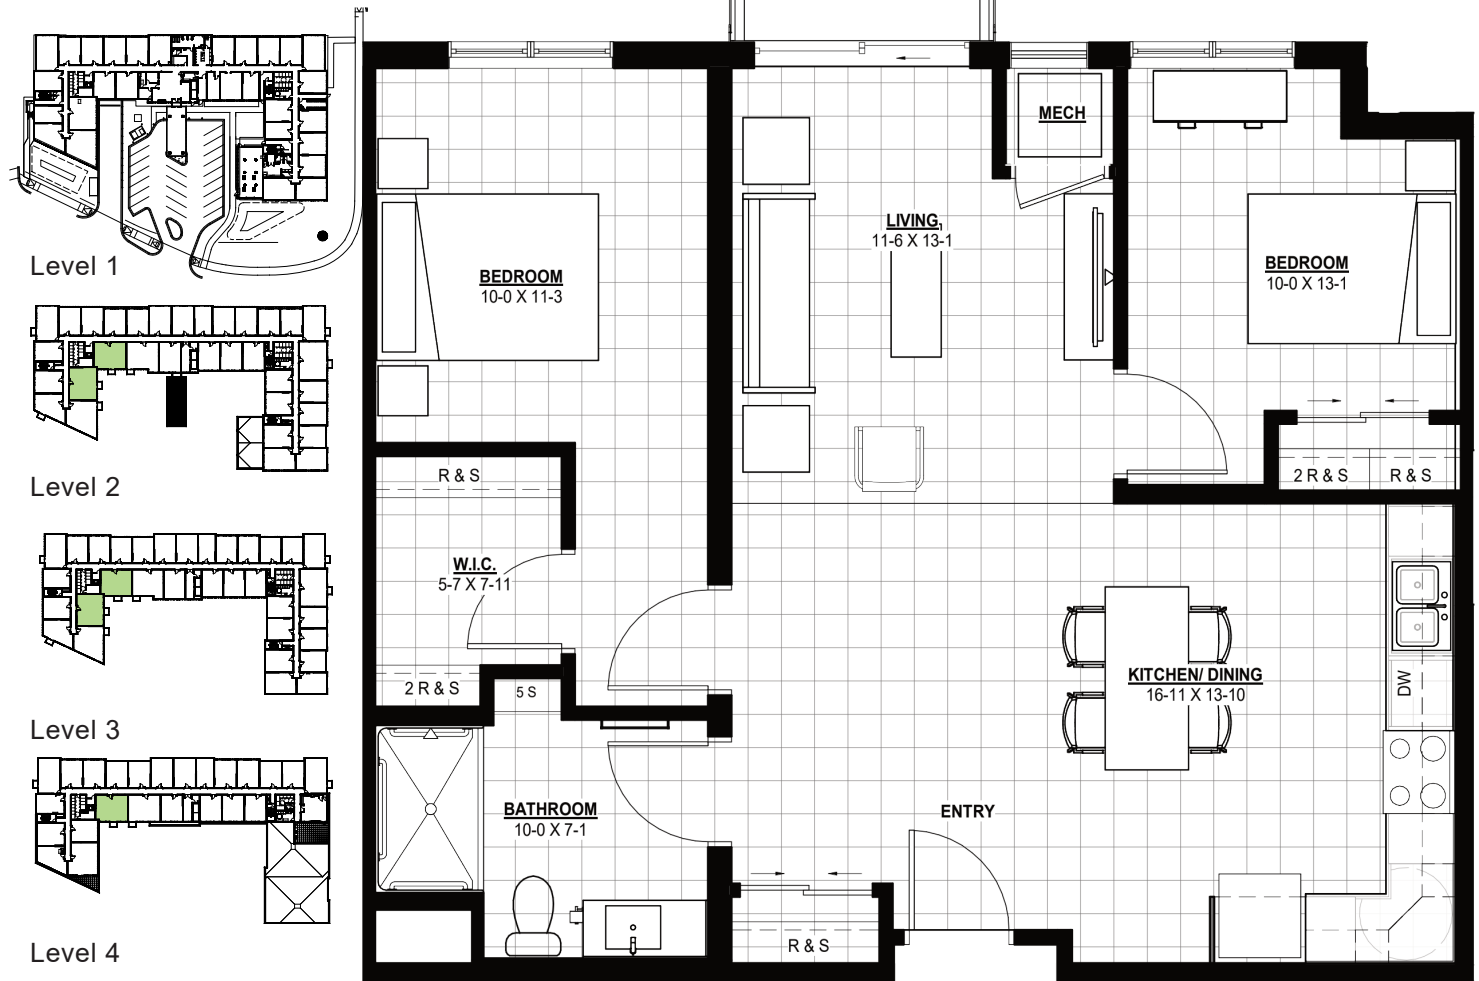 Level 1
Level 2
Level 3
Level 4
MECH
LIVING
11-6 X 13-1
BEDROOM
10-0 X 11-3
BEDROOM
10-0 X 13-1
R & S
2 R & S
R & S
W.I.C.
5-7 X 7-11
2 R & S
5 S
KITCHEN/ DINING
16-11 X 13-10
DW
BATHROOM
10-0 X 7-1
ENTRY
R & S